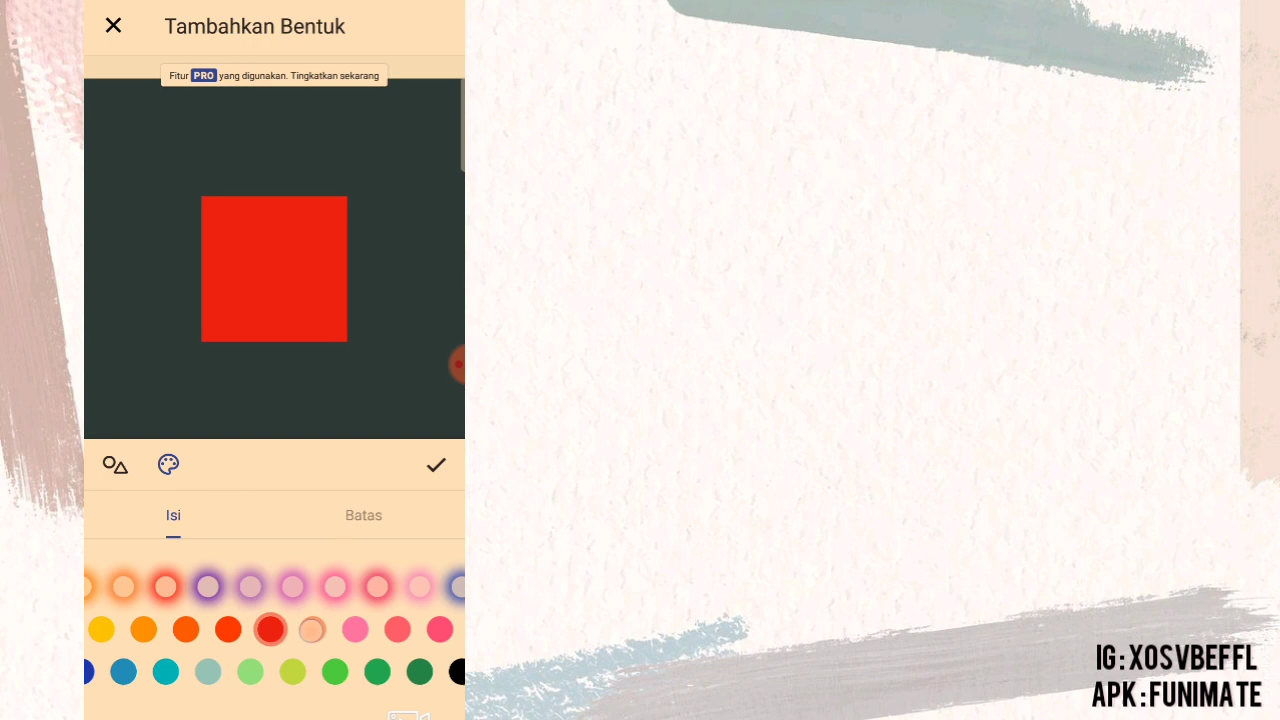 Tambahkan Bentuk
Fitur PRO yang digunakan. Tingkatkan sekarang
Isi
Batas
IG:XOSVBEFFL
APK:FUNIMATE